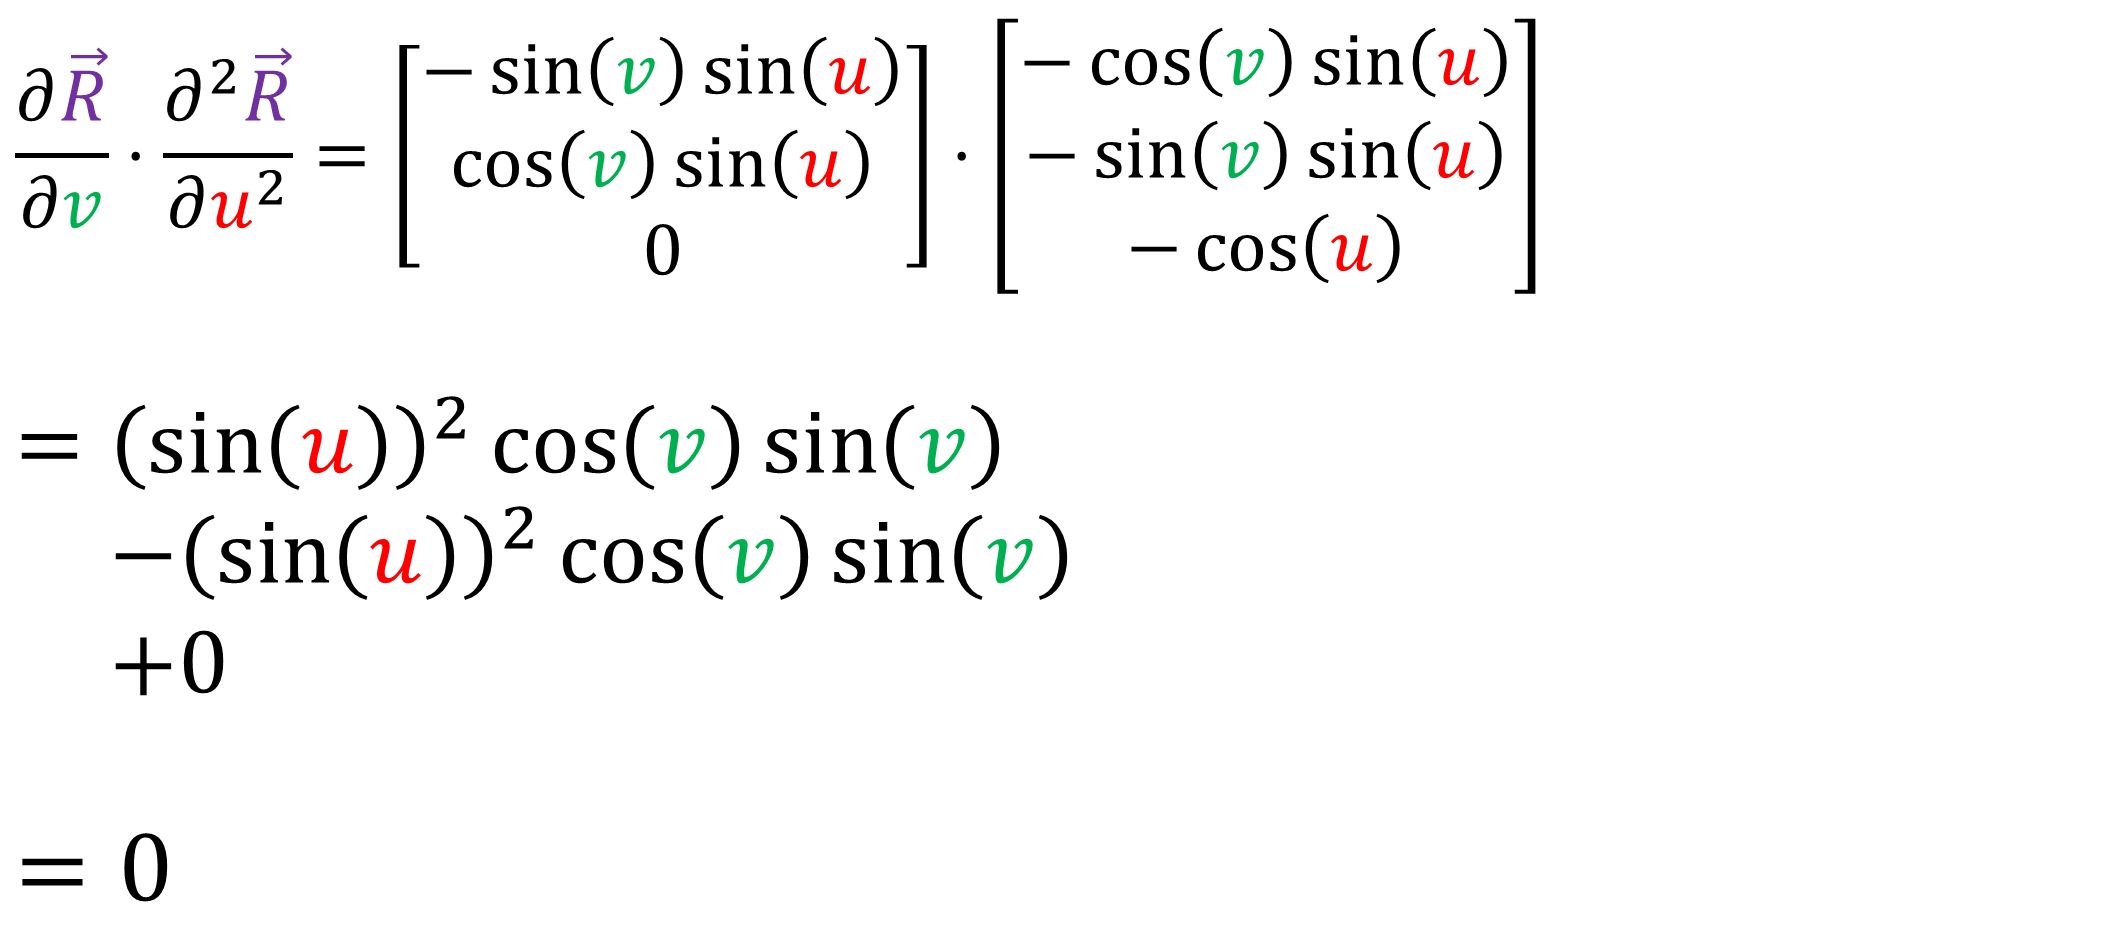 ∂R⃗/∂v · ∂²R⃗/∂u² = [−sin(v) sin(u); cos(v) sin(u); 0] · [−cos(v) sin(u); −sin(v) sin(u); −cos(u)]
= (sin(u))² cos(v) sin(v)
−(sin(u))² cos(v) sin(v)
+0
= 0